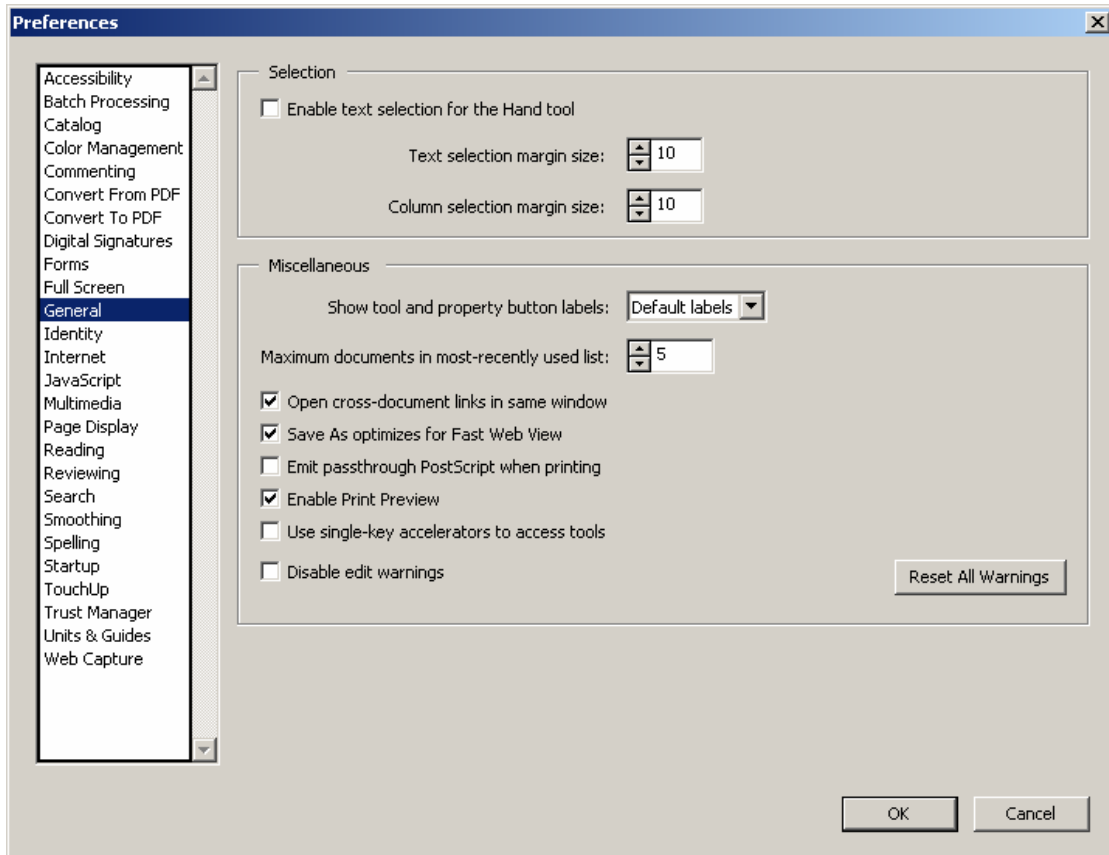 Preferences
Accessibility
Batch Processing
Catalog
Color Management
Commenting
Convert From PDF
Convert To PDF
Digital Signatures
Forms
Full Screen
General
Identity
Internet
JavaScript
Multimedia
Page Display
Reading
Reviewing
Search
Smoothing
Spelling
Startup
TouchUp
Trust Manager
Units & Guides
Web Capture
Selection
Enable text selection for the Hand tool
Text selection margin size: 10
Column selection margin size: 10
Miscellaneous
Show tool and property button labels: Default labels
Maximum documents in most-recently used list: 5
Open cross-document links in same window
Save As optimizes for Fast Web View
Emit passthrough PostScript when printing
Enable Print Preview
Use single-key accelerators to access tools
Disable edit warnings
Reset All Warnings
OK Cancel